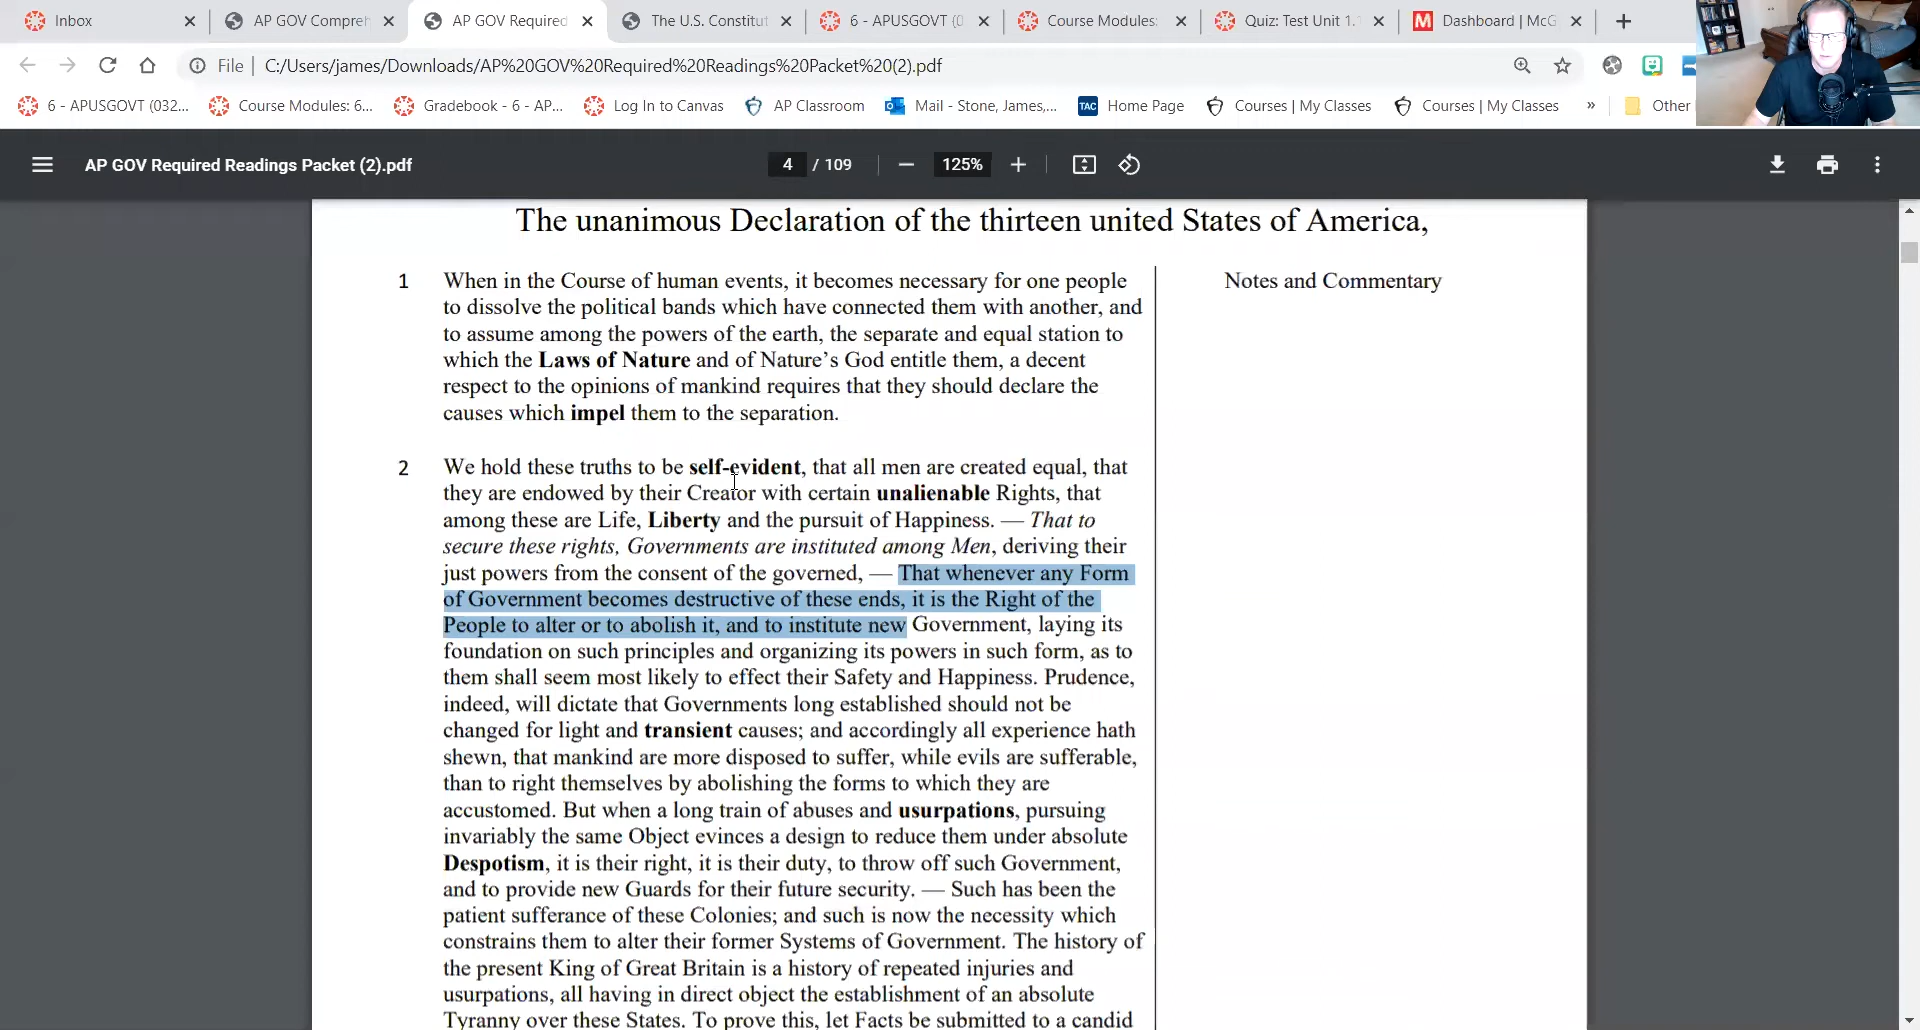 Inbox
AP GOV Compreh
AP GOV Required
The U.S. Constitut
6 - APUSGOVT (0
Course Modules:
Quiz: Test Unit 1.
Dashboard | McG
File
C:/Users/james/Downloads/AP%20GOV%20Required%20Readings%20Packet%20(2).pdf
6 - APUSGOVT (032...
Course Modules: 6...
Gradebook - 6 - AP...
Log In to Canvas
AP Classroom
Mail - Stone, James,...
TAC Home Page
Courses | My Classes
Courses | My Classes
»
Other
AP GOV Required Readings Packet (2).pdf
4 / 109
125%
The unanimous Declaration of the thirteen united States of America,
1 When in the Course of human events, it becomes necessary for one people
to dissolve the political bands which have connected them with another, and
to assume among the powers of the earth, the separate and equal station to
which the Laws of Nature and of Nature's God entitle them, a decent
respect to the opinions of mankind requires that they should declare the
causes which impel them to the separation.
Notes and Commentary
2 We hold these truths to be self-evident, that all men are created equal, that
they are endowed by their Creator with certain unalienable Rights, that
among these are Life, Liberty and the pursuit of Happiness. — That to
secure these rights, Governments are instituted among Men, deriving their
just powers from the consent of the governed, — That whenever any Form
of Government becomes destructive of these ends, it is the Right of the
People to alter or to abolish it, and to institute new Government, laying its
foundation on such principles and organizing its powers in such form, as to
them shall seem most likely to effect their Safety and Happiness. Prudence,
indeed, will dictate that Governments long established should not be
changed for light and transient causes; and accordingly all experience hath
shewn, that mankind are more disposed to suffer, while evils are sufferable,
than to right themselves by abolishing the forms to which they are
accustomed. But when a long train of abuses and usurpations, pursuing
invariably the same Object evinces a design to reduce them under absolute
Despotism, it is their right, it is their duty, to throw off such Government,
and to provide new Guards for their future security. — Such has been the
patient sufferance of these Colonies; and such is now the necessity which
constrains them to alter their former Systems of Government. The history of
the present King of Great Britain is a history of repeated injuries and
usurpations, all having in direct object the establishment of an absolute
Tyranny over these States. To prove this, let Facts be submitted to a candid